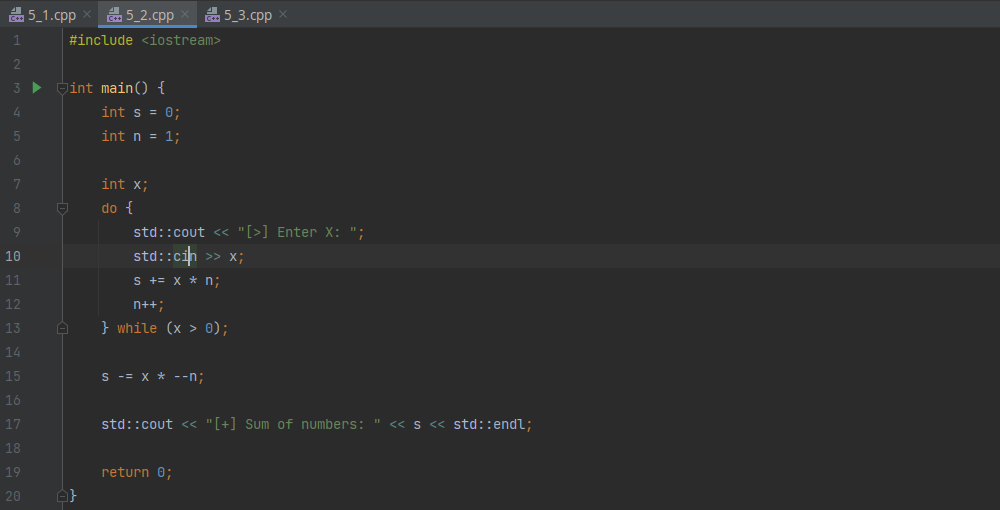 5_1.cpp 5_2.cpp 5_3.cpp
1 #include <iostream>
2
3 int main() {
4 int s = 0;
5 int n = 1;
6
7 int x;
8 do {
9 std::cout << "[>] Enter X: ";
10 std::cin >> x;
11 s += x * n;
12 n++;
13 } while (x > 0);
14
15 s -= x * --n;
16
17 std::cout << "[+] Sum of numbers: " << s << std::endl;
18
19 return 0;
20 }